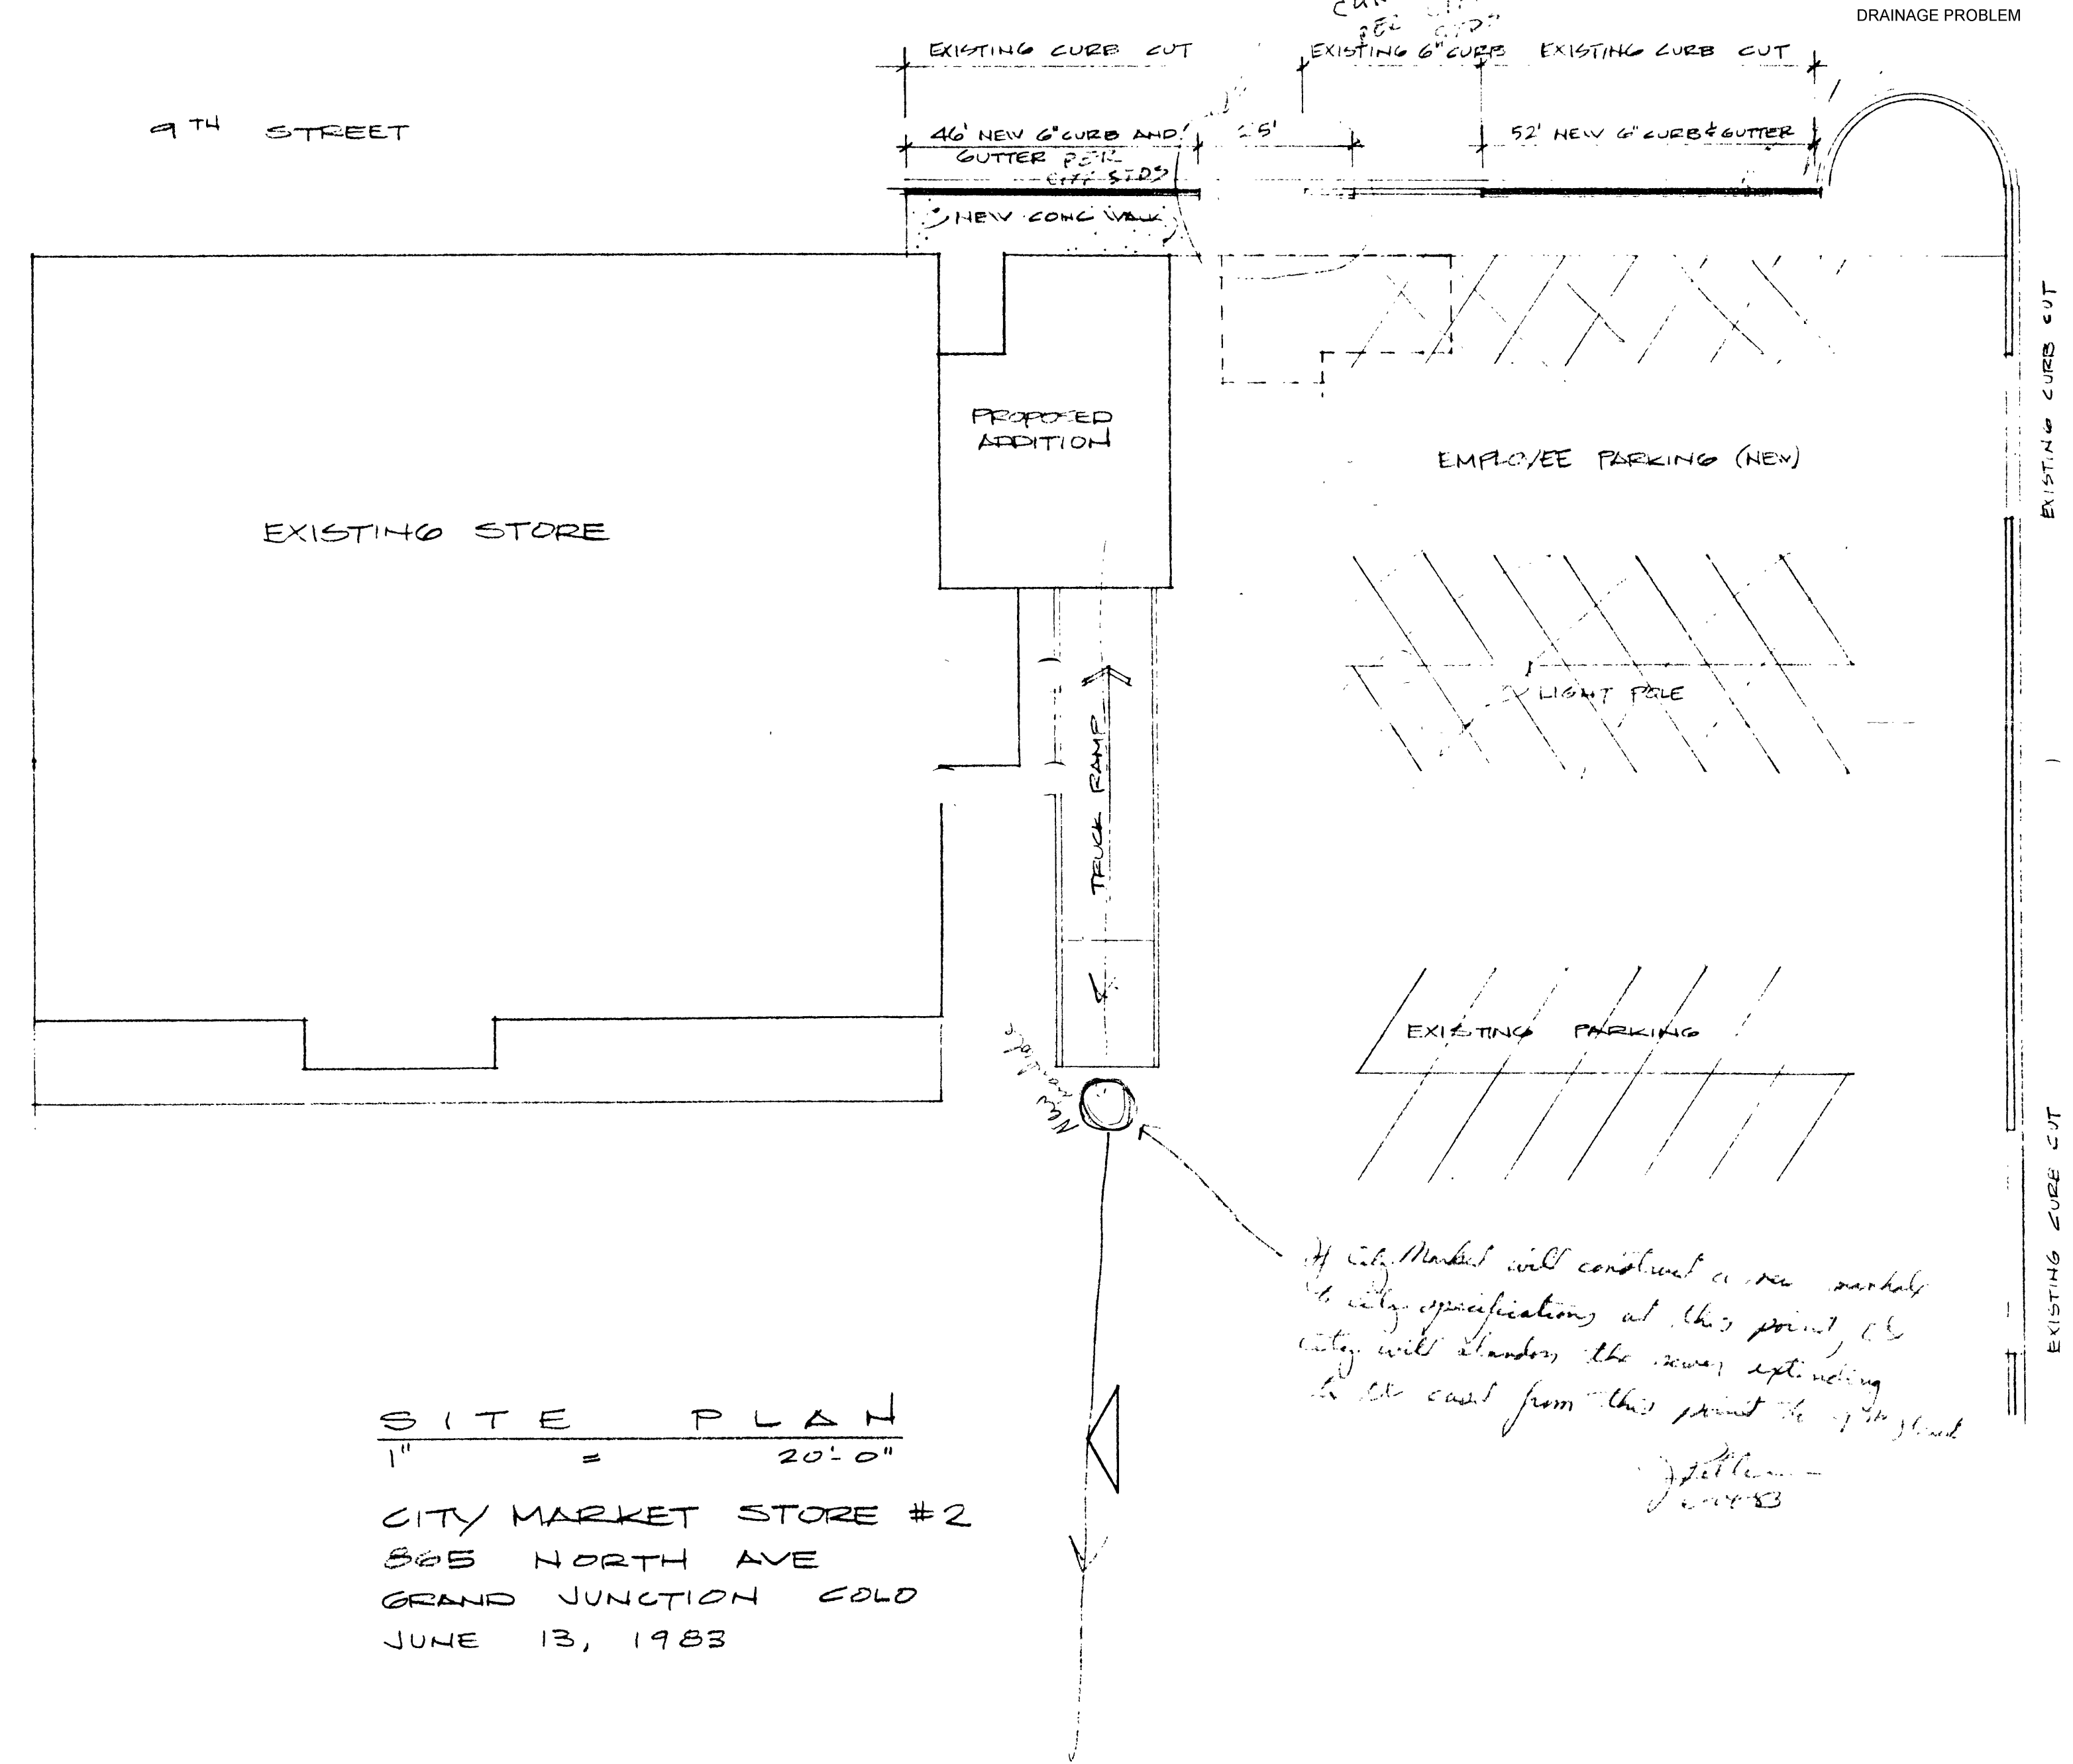 DRAINAGE PROBLEM
PER
EXISTING CURB CUT
EXISTING 6" CURB
EXISTING CURB CUT
9TH STREET
46' NEW 6" CURB AND
GUTTER PER
CITY STDS
52' NEW 6" CURB & GUTTER
NEW CONC WALK
EXISTING CURB CUT
PROPOSED
ADDITION
EMPLOYEE PARKING (NEW)
EXISTING STORE
LIGHT POLE
TRUCK RAMP
EXISTING PARKING
NEW manhole
EXISTING CURB CUT
If City Market will construct a new manhole
to city specifications at this point, the
city will abandon the sewer extending
to the east from this point to 9th Street
SITE PLAN
1" = 20'-0"
CITY MARKET STORE #2
865 NORTH AVE
GRAND JUNCTION COLO
JUNE 13, 1983